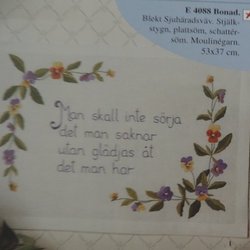 E 4088 Bonad.
Blekt Sjuhäradsväv. Stjälk-
stygn, plattsöm, schatter-
söm. Moulinégarn.
53x37 cm.
Man skall inte sörja
det man saknar
utan glädjas åt
det man har